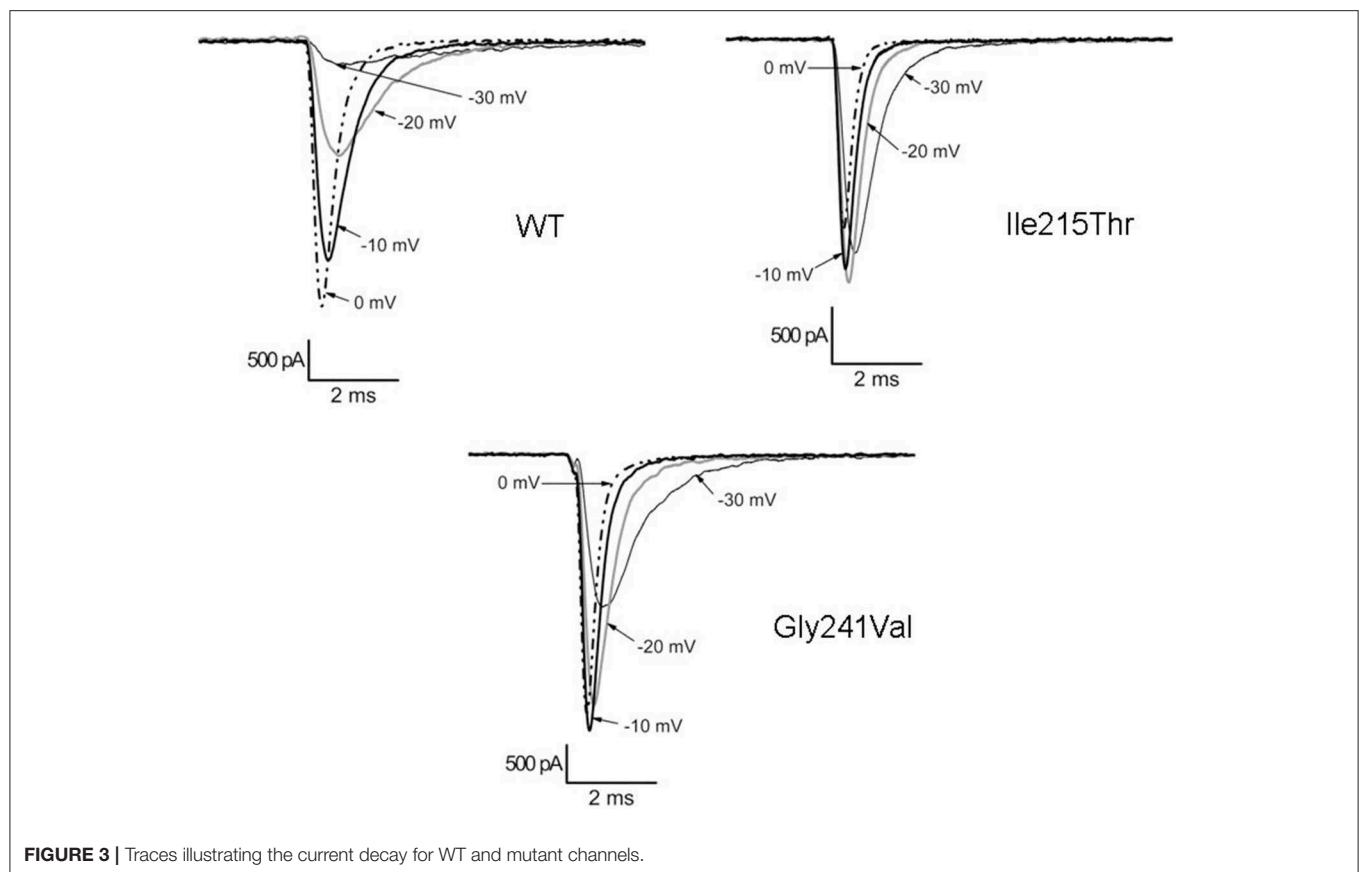 -30 mV
-20 mV
WT
-10 mV
0 mV
500 pA
2 ms
0 mV
-30 mV
-20 mV
Ile215Thr
-10 mV
500 pA
2 ms
0 mV
-30 mV
Gly241Val
-20 mV
-10 mV
500 pA
2 ms
FIGURE 3 | Traces illustrating the current decay for WT and mutant channels.